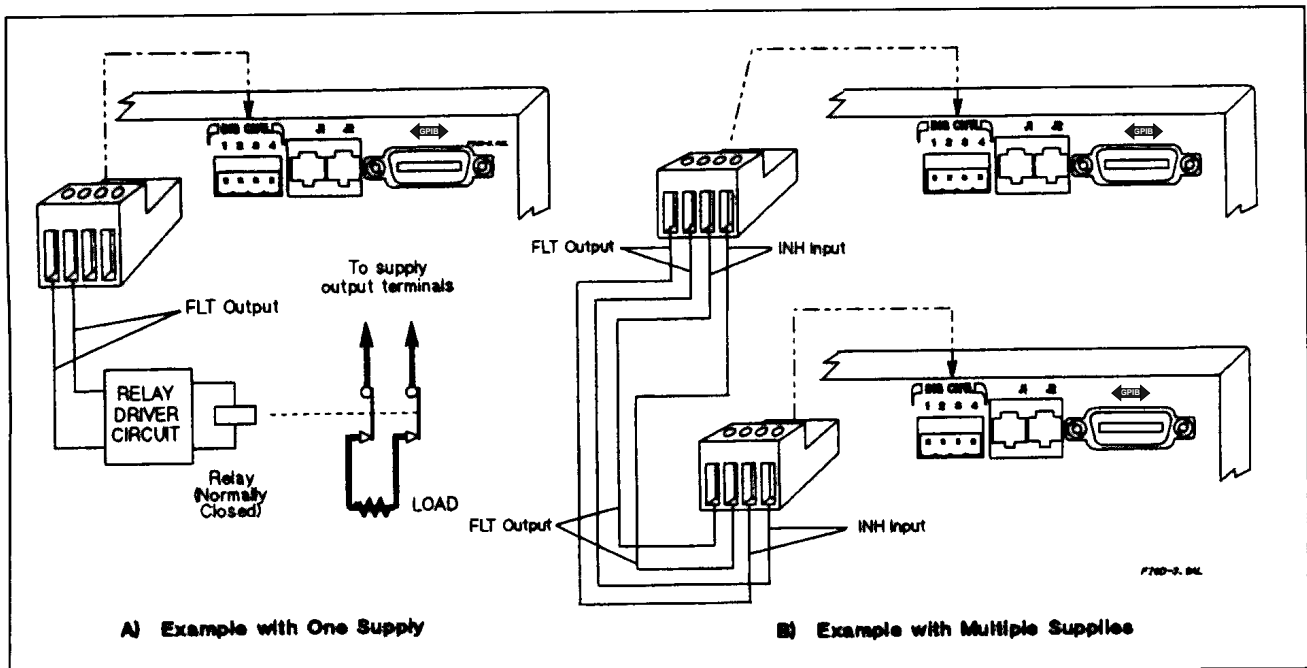 DIG CNTL
1 2 3 4
J1 J2
GPIB
FLT Output
To supply
output terminals
RELAY
DRIVER
CIRCUIT
Relay
(Normally
Closed)
LOAD
A) Example with One Supply
DIG CNTL
1 2 3 4
J1 J2
GPIB
FLT Output
INH Input
DIG CNTL
1 2 3 4
J1 J2
GPIB
FLT Output
INH Input
B) Example with Multiple Supplies